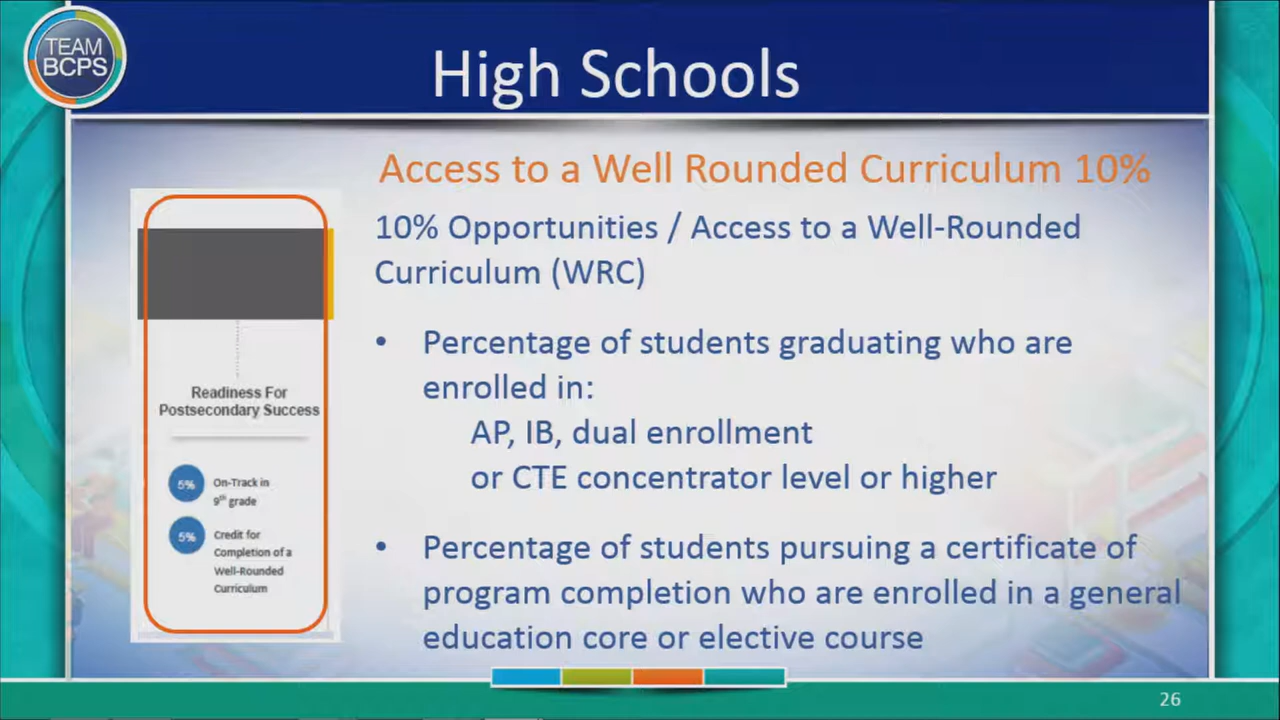 TEAM
BCPS
High Schools
Access to a Well Rounded Curriculum 10%
10% Opportunities / Access to a Well-Rounded
Curriculum (WRC)
• Percentage of students graduating who are
enrolled in:
AP, IB, dual enrollment
or CTE concentrator level or higher
• Percentage of students pursuing a certificate of
program completion who are enrolled in a general
education core or elective course
Readiness For
Postsecondary Success
5% On-Track in
9th grade
5% Credit for
Completion of a
Well-Rounded
Curriculum
26